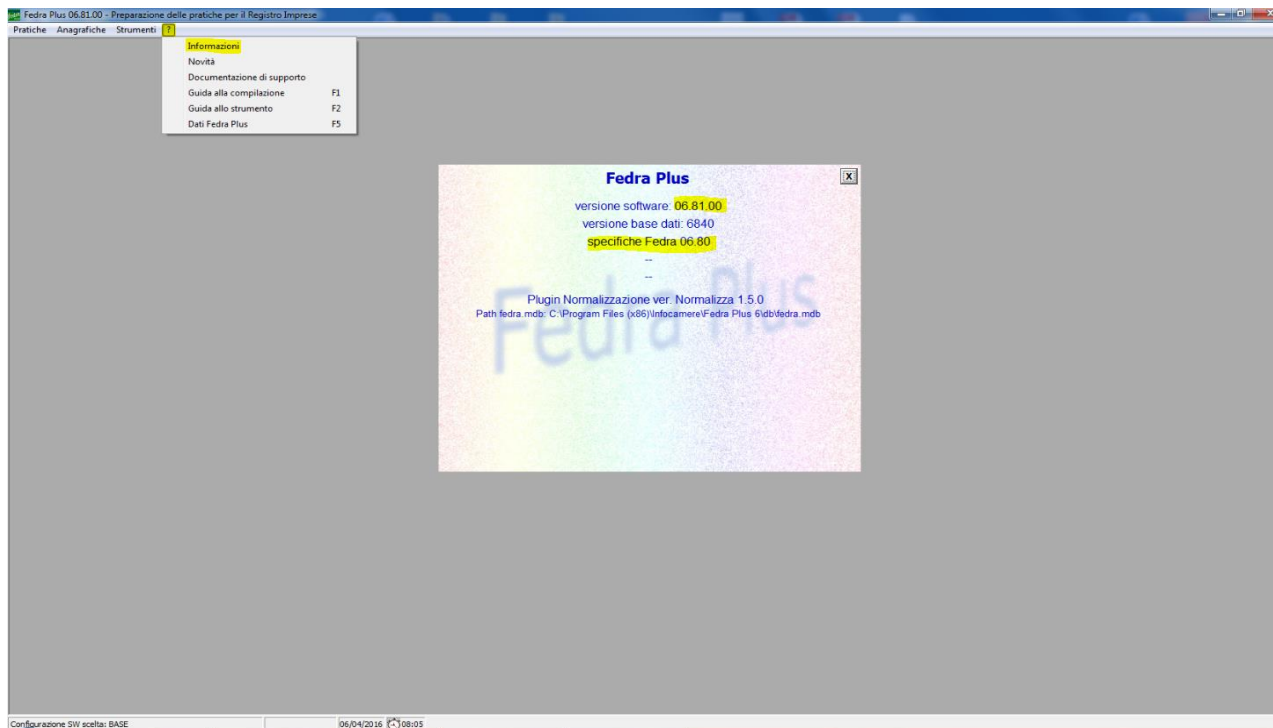 Fedra Plus 06.81.00 - Preparazione delle pratiche per il Registro Imprese
Pratiche Anagrafiche Strumenti ?
Informazioni
Novità
Documentazione di supporto
Guida alla compilazione F1
Guida allo strumento F2
Dati Fedra Plus F5
Fedra Plus
X
versione software: 06.81.00
versione base dati: 6840
specifiche Fedra 06.80
--
--
Plugin Normalizzazione ver. Normalizza 1.5.0
Path fedra.mdb: C:\Program Files (x86)\Infocamere\Fedra Plus 6\db\fedra.mdb
Fedra Plus
Configurazione SW scelta: BASE 06/04/2016 08:05